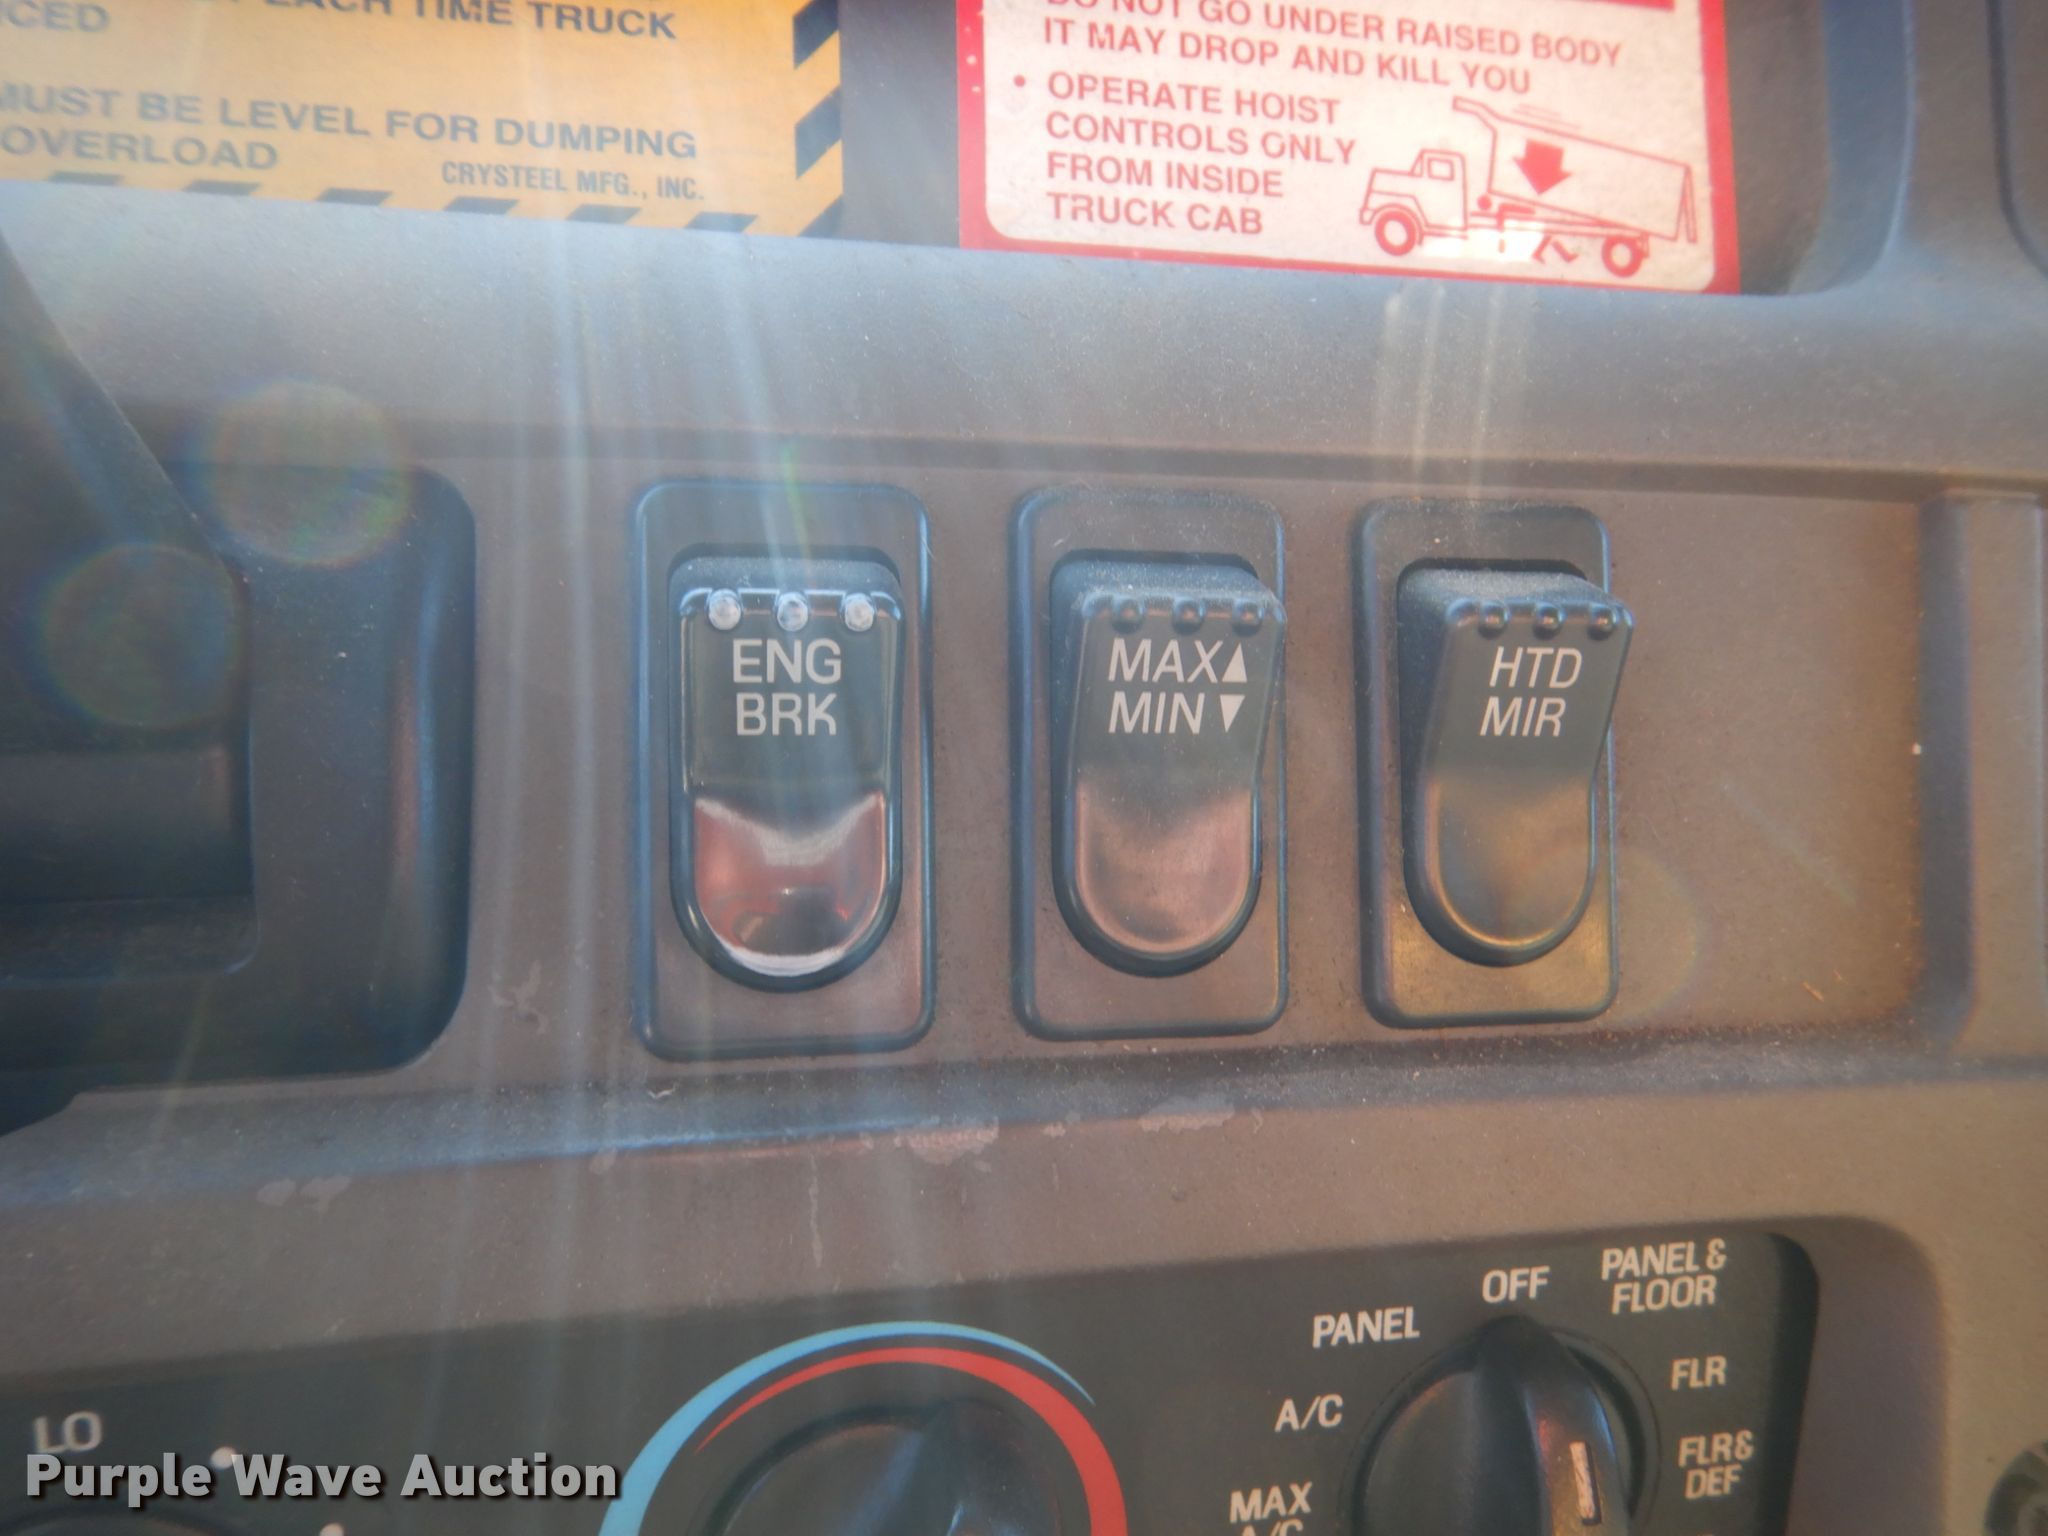 EACH TIME TRUCK
MUST BE LEVEL FOR DUMPING
OVERLOAD
CRYSTEEL MFG., INC.
DO NOT GO UNDER RAISED BODY
IT MAY DROP AND KILL YOU
• OPERATE HOIST
CONTROLS ONLY
FROM INSIDE
TRUCK CAB
ENG
BRK
MAX▲
MIN▼
HTD
MIR
OFF
PANEL &
FLOOR
PANEL
FLR
A/C
FLR&
DEF
MAX
A/C
LO
Purple Wave Auction